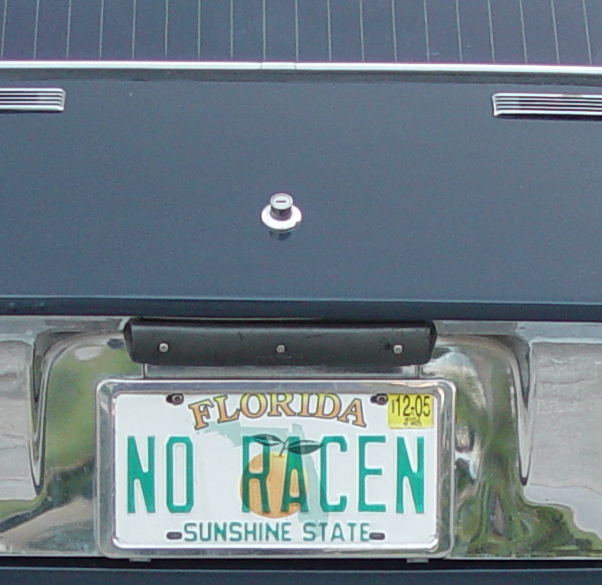 FLORIDA
12-05
NO RACEN
SUNSHINE STATE